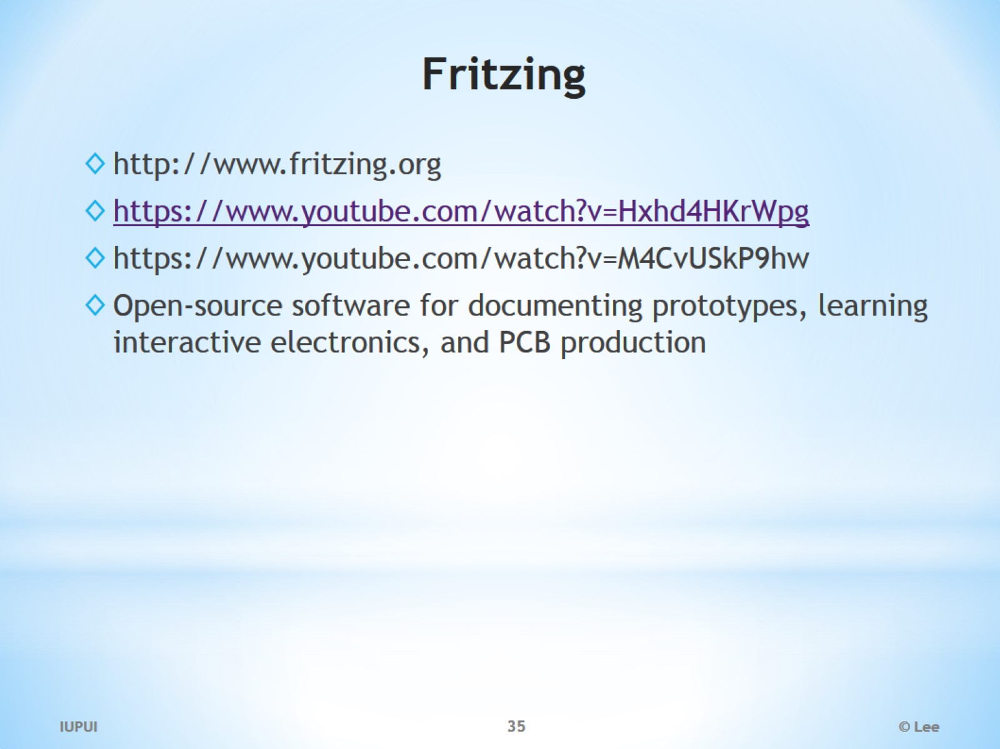 Fritzing
http://www.fritzing.org
https://www.youtube.com/watch?v=Hxhd4HKrWpg
https://www.youtube.com/watch?v=M4CvUSkP9hw
Open-source software for documenting prototypes, learning
interactive electronics, and PCB production
IUPUI
35
© Lee